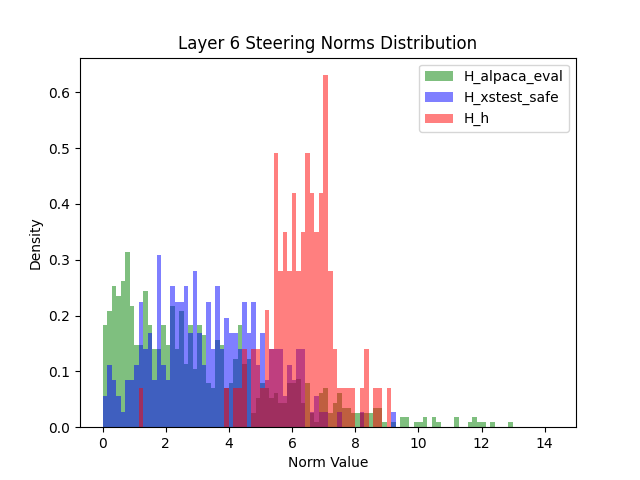 Layer 6 Steering Norms Distribution
H_alpaca_eval
H_xstest_safe
H_h
Density
0.6
0.5
0.4
0.3
0.2
0.1
0.0
0 2 4 6 8 10 12 14
Norm Value